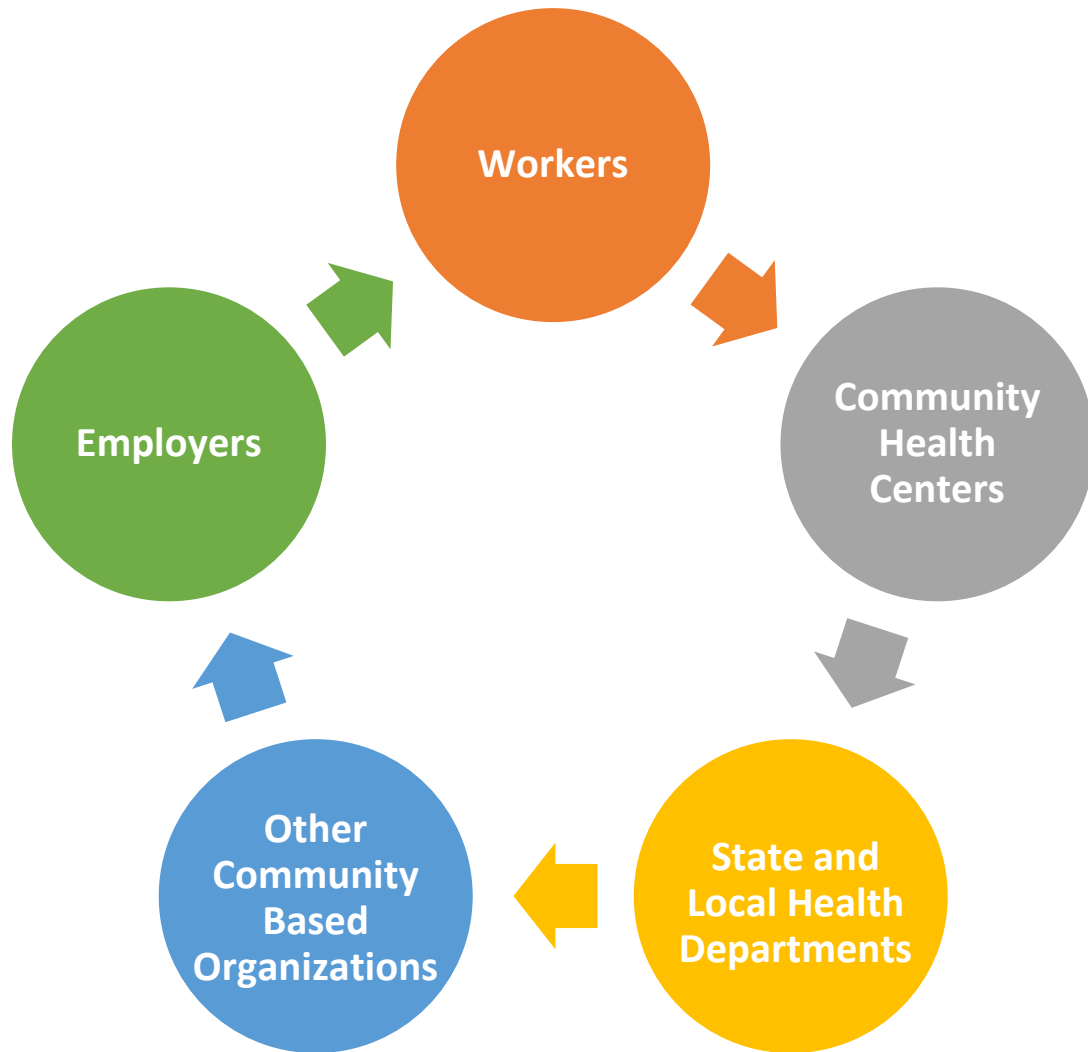 Workers
Community
Health
Centers
State and
Local Health
Departments
Other
Community
Based
Organizations
Employers